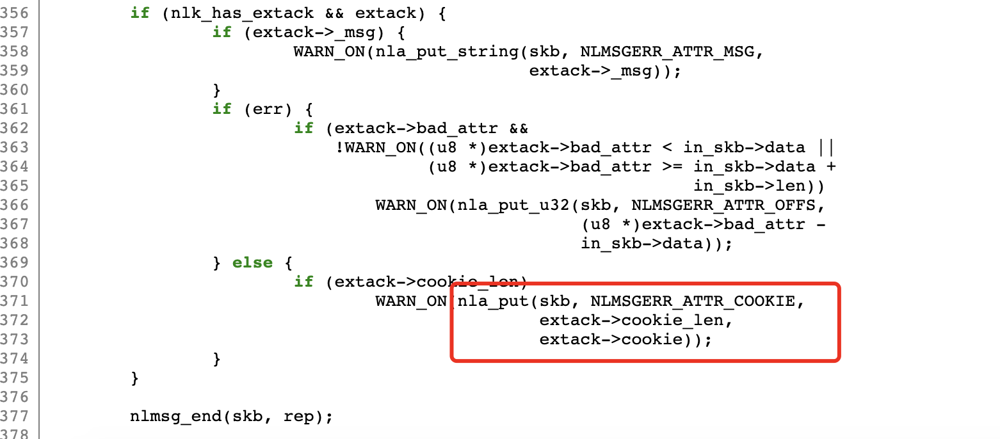 356 if (nlk_has_extack && extack) {
357 if (extack->_msg) {
358 WARN_ON(nla_put_string(skb, NLMSGERR_ATTR_MSG,
359 extack->_msg));
360 }
361 if (err) {
362 if (extack->bad_attr &&
363 !WARN_ON((u8 *)extack->bad_attr < in_skb->data ||
364 (u8 *)extack->bad_attr >= in_skb->data +
365 in_skb->len))
366 WARN_ON(nla_put_u32(skb, NLMSGERR_ATTR_OFFS,
367 (u8 *)extack->bad_attr -
368 in_skb->data));
369 } else {
370 if (extack->cookie_len)
371 WARN_ON(nla_put(skb, NLMSGERR_ATTR_COOKIE,
372 extack->cookie_len,
373 extack->cookie));
374 }
375 }
376
377 nlmsg_end(skb, rep);
378